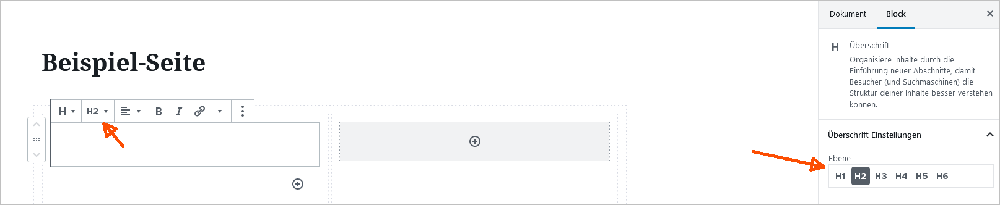 Dokument Block
Überschrift
Organisiere Inhalte durch die
Einführung neuer Abschnitte, damit
Besucher (und Suchmaschinen) die
Struktur deiner Inhalte besser verstehen
können.
Beispiel-Seite
H H2 B I
Überschrift-Einstellungen
Ebene
H1 H2 H3 H4 H5 H6